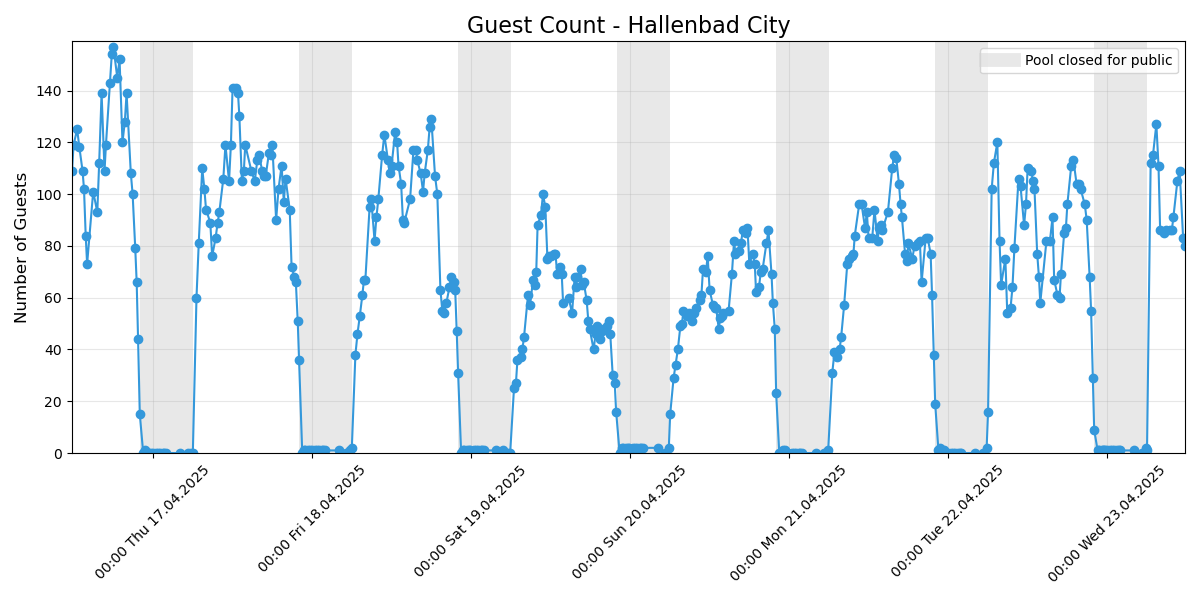 Guest Count - Hallenbad City
Pool closed for public
Number of Guests
140
120
100
80
60
40
20
0
00:00 Thu 17.04.2025
00:00 Fri 18.04.2025
00:00 Sat 19.04.2025
00:00 Sun 20.04.2025
00:00 Mon 21.04.2025
00:00 Tue 22.04.2025
00:00 Wed 23.04.2025